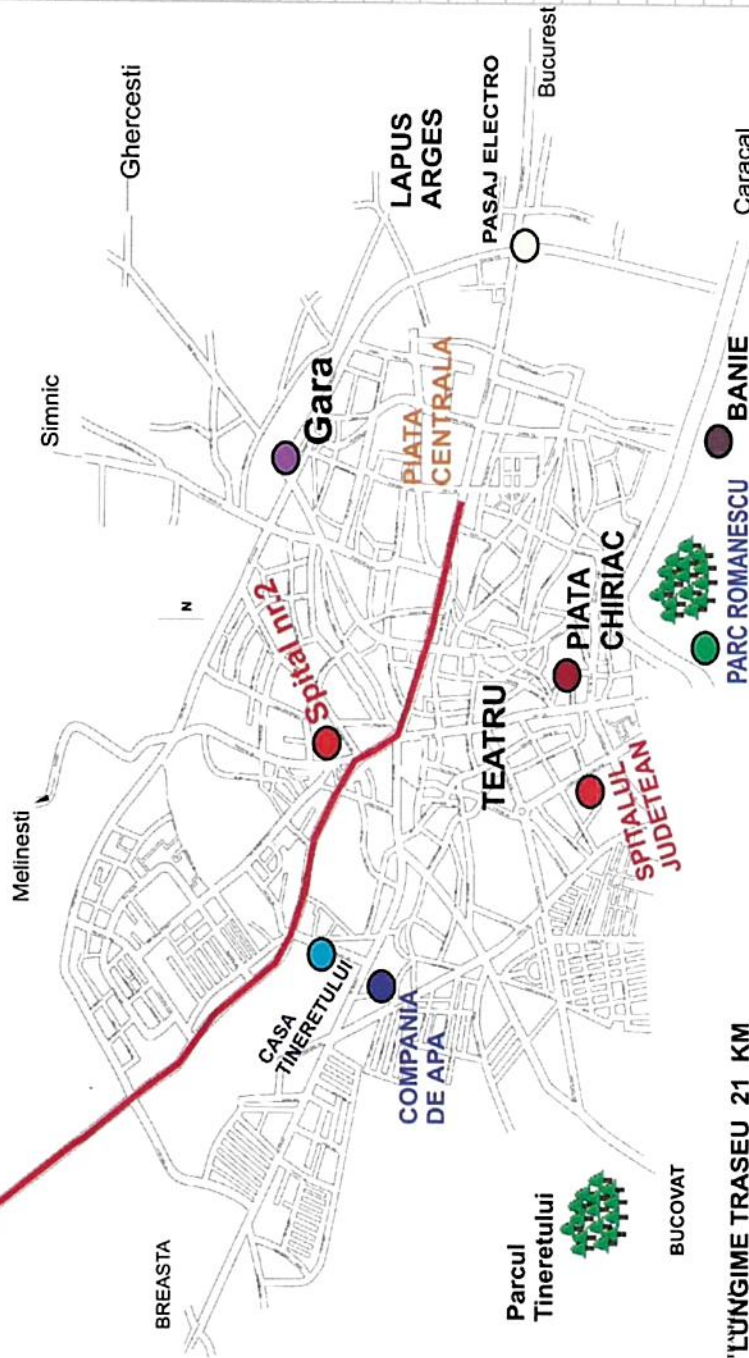 Melinesti
Simnic
Ghercesti
BREASTA
N
Spital nr.2
CASA
TINERETULUI
Gara
LAPUS
ARGES
COMPANIA
DE APA
PIATA
CENTRALA
PASAJ ELECTRO
TEATRU
Parcul
Tineretului
Bucurest
PIATA
CHIRIAC
SPITALUL
JUDETEAN
BUCOVAT
LUNGIME TRASEU 21 KM
PARC ROMANESCU
BANIE
Caracal